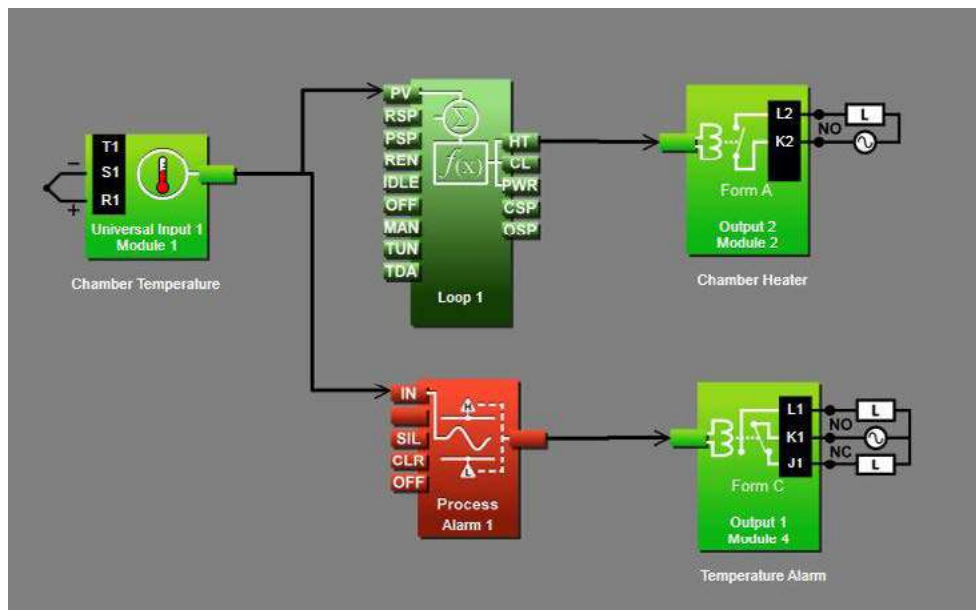 T1
S1
R1
−
+
Universal Input 1
Module 1
Chamber Temperature
PV
RSP
PSP
REN
IDLE
OFF
MAN
TUN
TDA
Σ
f(x)
HT
CL
PWR
CSP
OSP
Loop 1
L2
K2
NO
L
Form A
Output 2
Module 2
Chamber Heater
IN
SIL
CLR
OFF
H
L
Process
Alarm 1
L1
K1
J1
NO
NC
L
L
Form C
Output 1
Module 4
Temperature Alarm